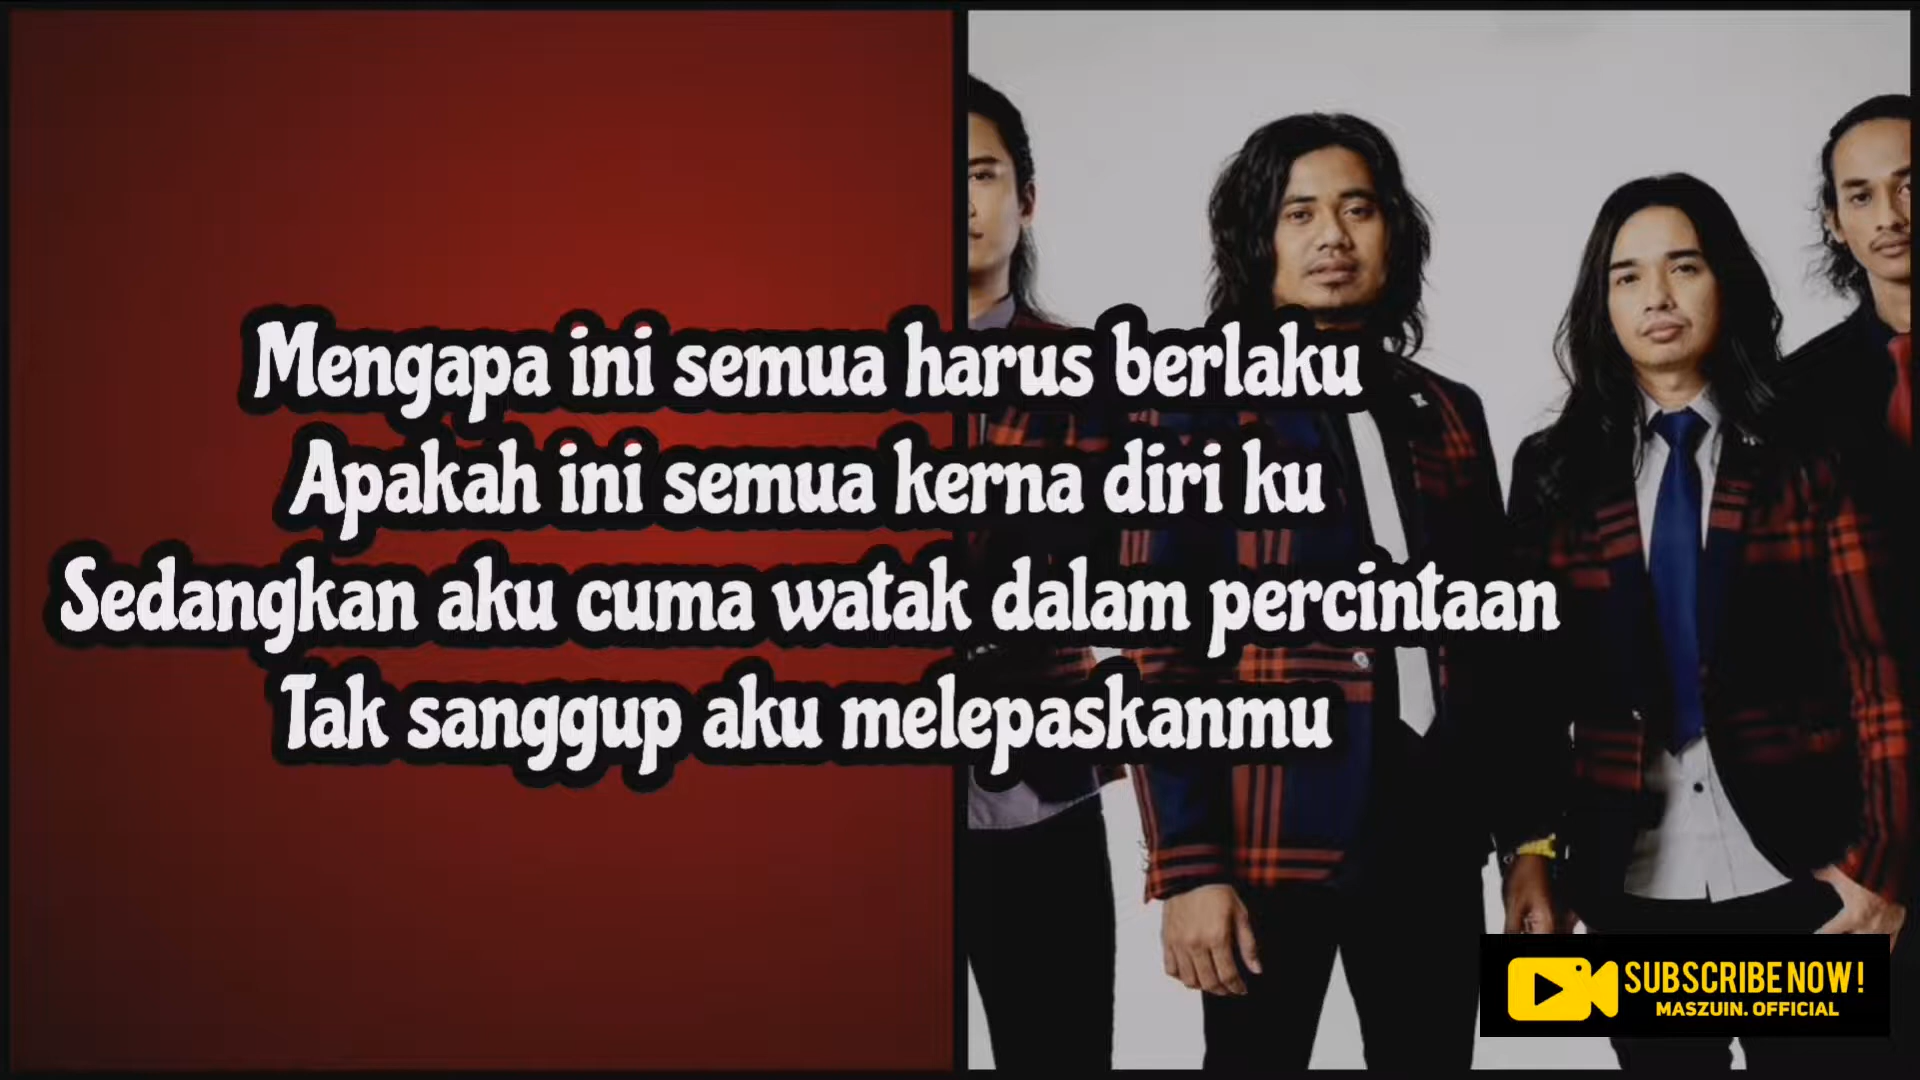 Mengapa ini semua harus berlaku
Apakah ini semua kerna diri ku
Sedangkan aku cuma watak dalam percintaan
Tak sanggup aku melepaskanmu
SUBSCRIBE NOW!
MASZUIN. OFFICIAL